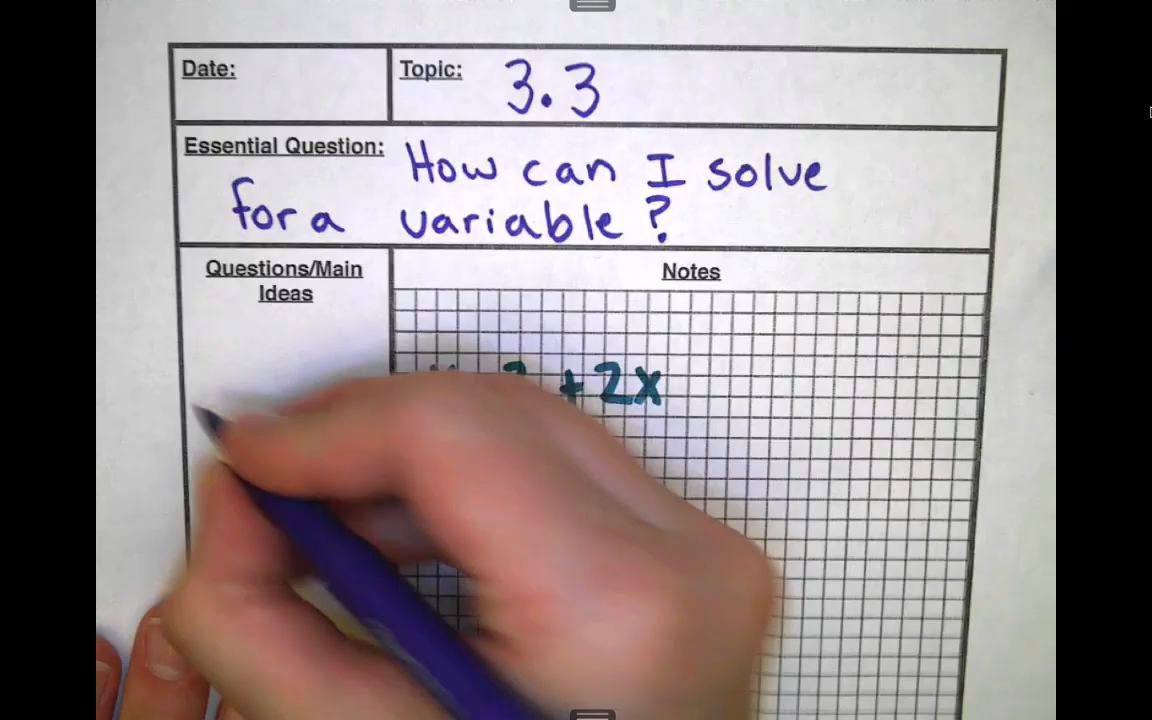 Date:
Topic: 3.3
Essential Question: How can I solve
for a variable?
Questions/Main
Ideas
Notes
+ 2x